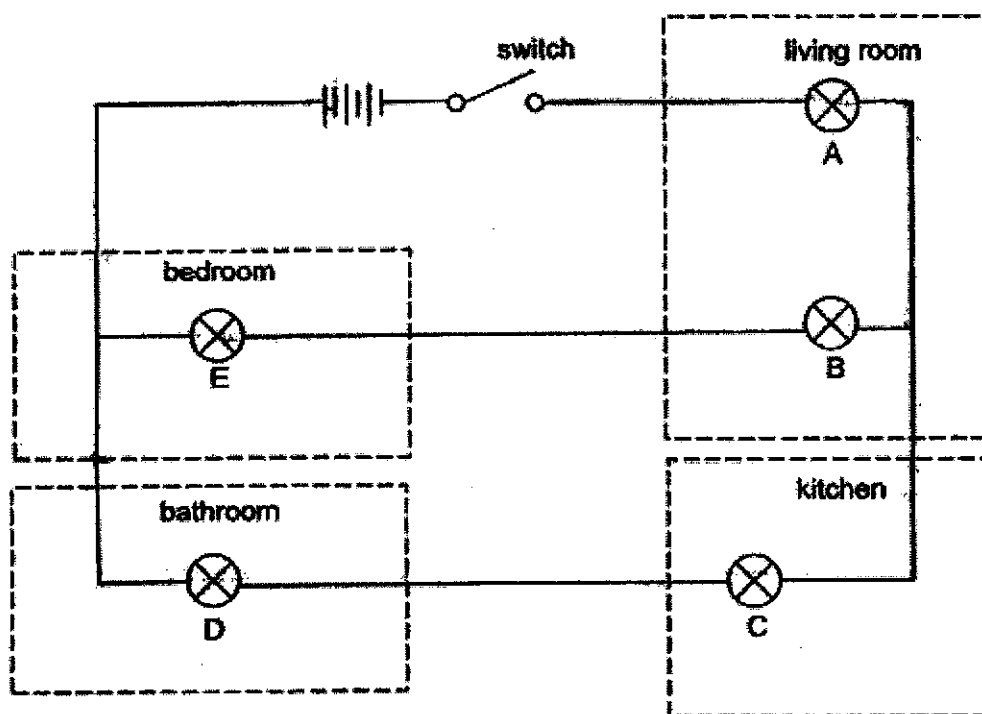 switch
living room
A
bedroom
E
B
bathroom
D
kitchen
C